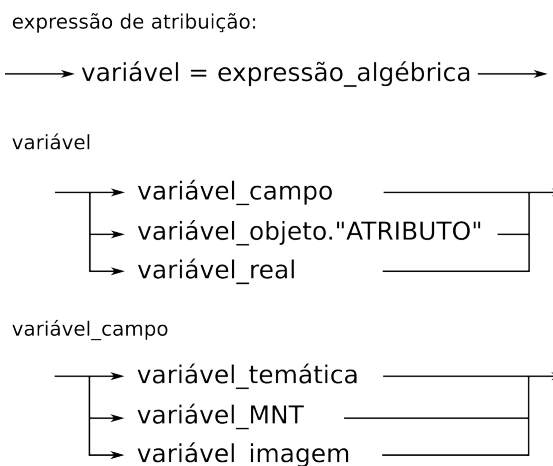 expressão de atribuição:
variável = expressão_algébrica
variável
variável_campo
variável_objeto."ATRIBUTO"
variável_real
variável_campo
variável_temática
variável_MNT
variável_imagem